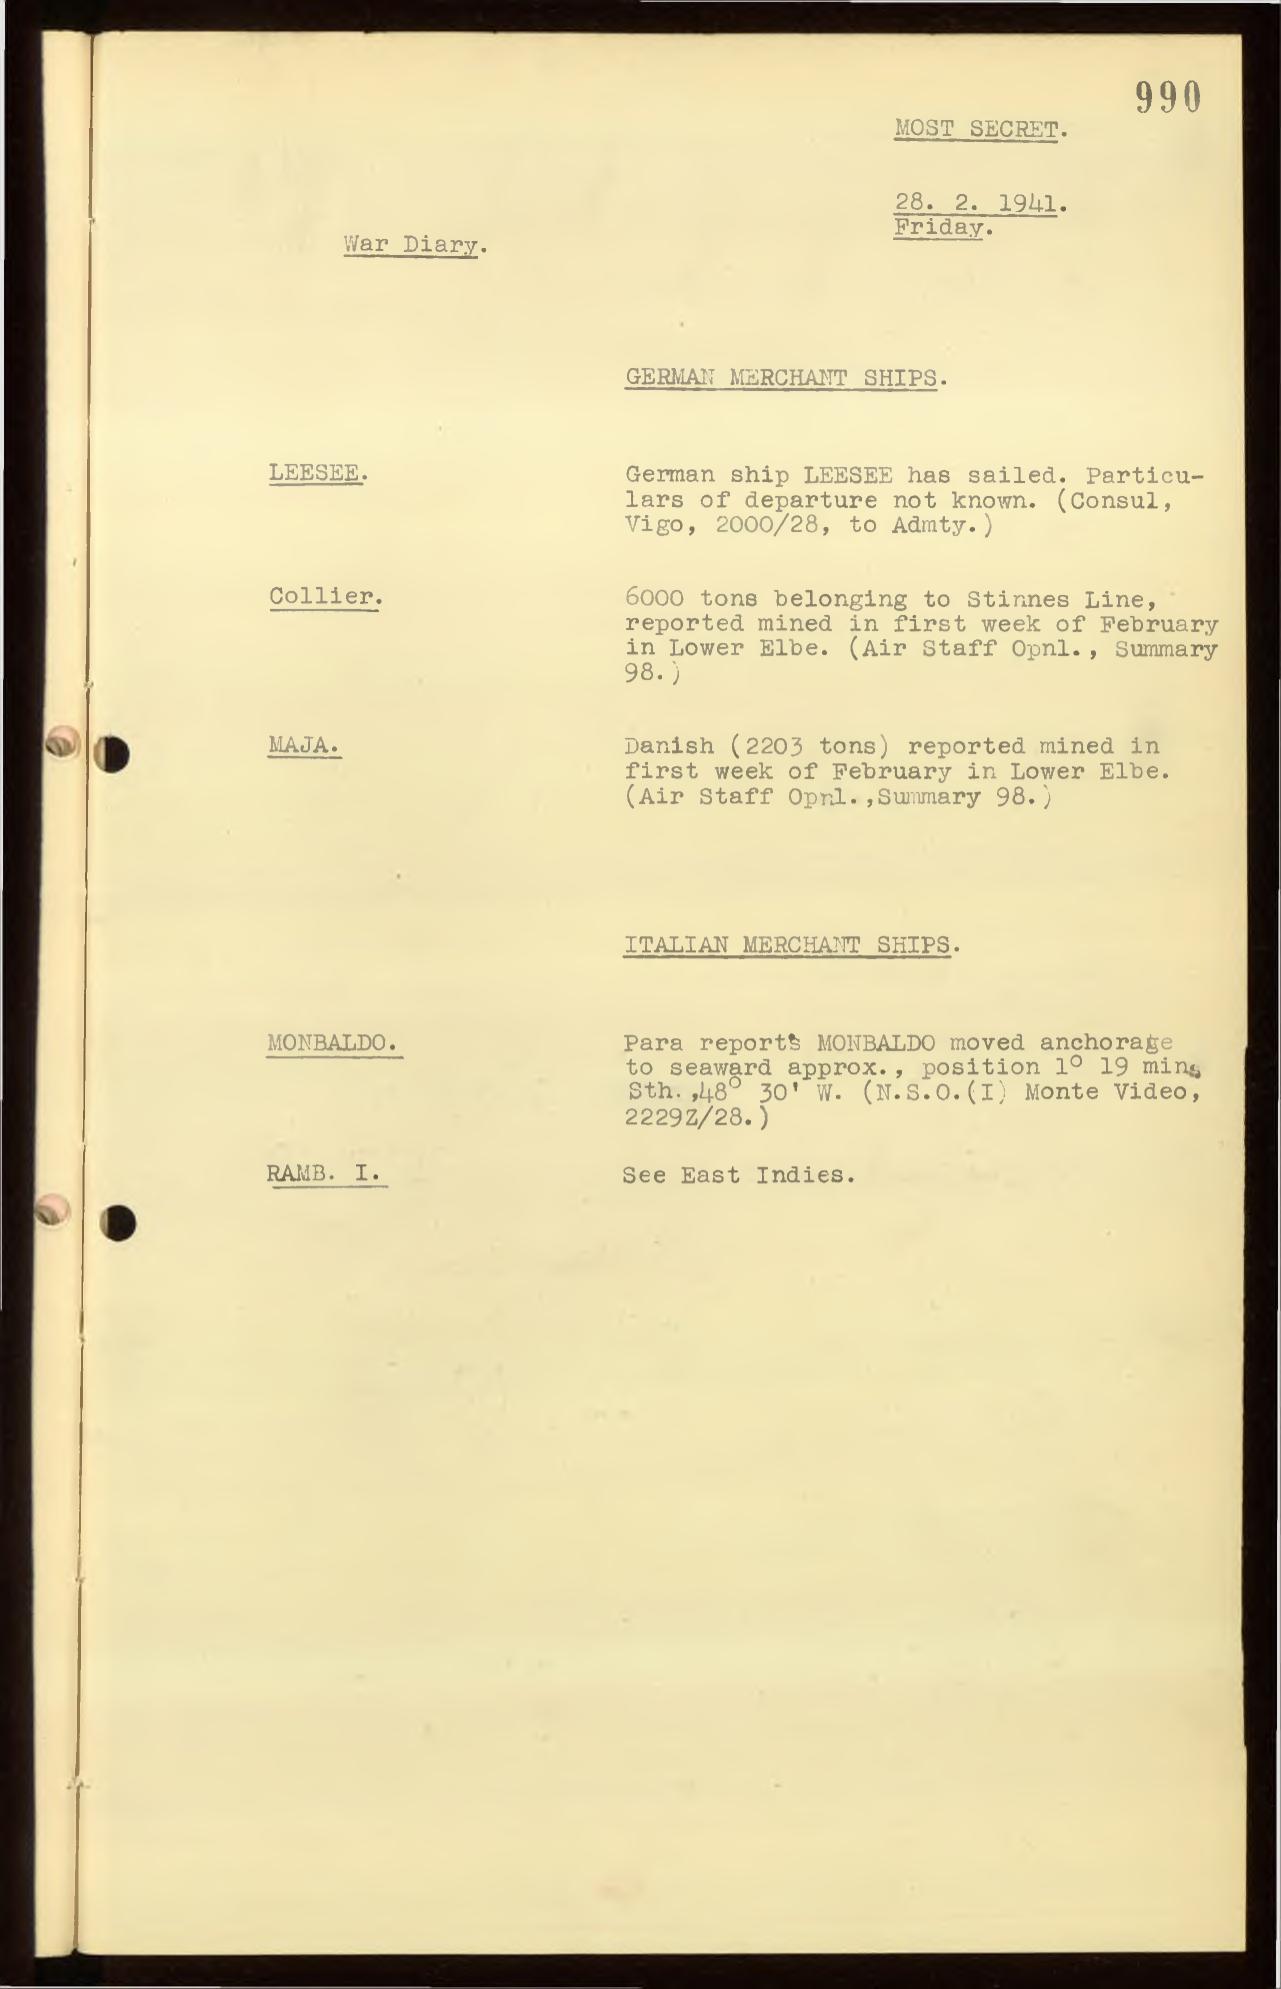 990
MOST SECRET.
28. 2. 1941.
Friday.
War Diary.
GERMAN MERCHANT SHIPS.
LEESEE.
German ship LEESEE has sailed. Particu-
lars of departure not known. (Consul,
Vigo, 2000/28, to Admty.)
Collier.
6000 tons belonging to Stinnes Line,
reported mined in first week of February
in Lower Elbe. (Air Staff Opnl., Summary
98.)
MAJA.
Danish (2203 tons) reported mined in
first week of February in Lower Elbe.
(Air Staff Opnl.,Summary 98.)
ITALIAN MERCHANT SHIPS.
MONBALDO.
Para reports MONBALDO moved anchorage
to seaward approx., position 1° 19 min,
Sth.,48° 30' W. (N.S.O.(I) Monte Video,
2229Z/28.)
RAMB. I.
See East Indies.